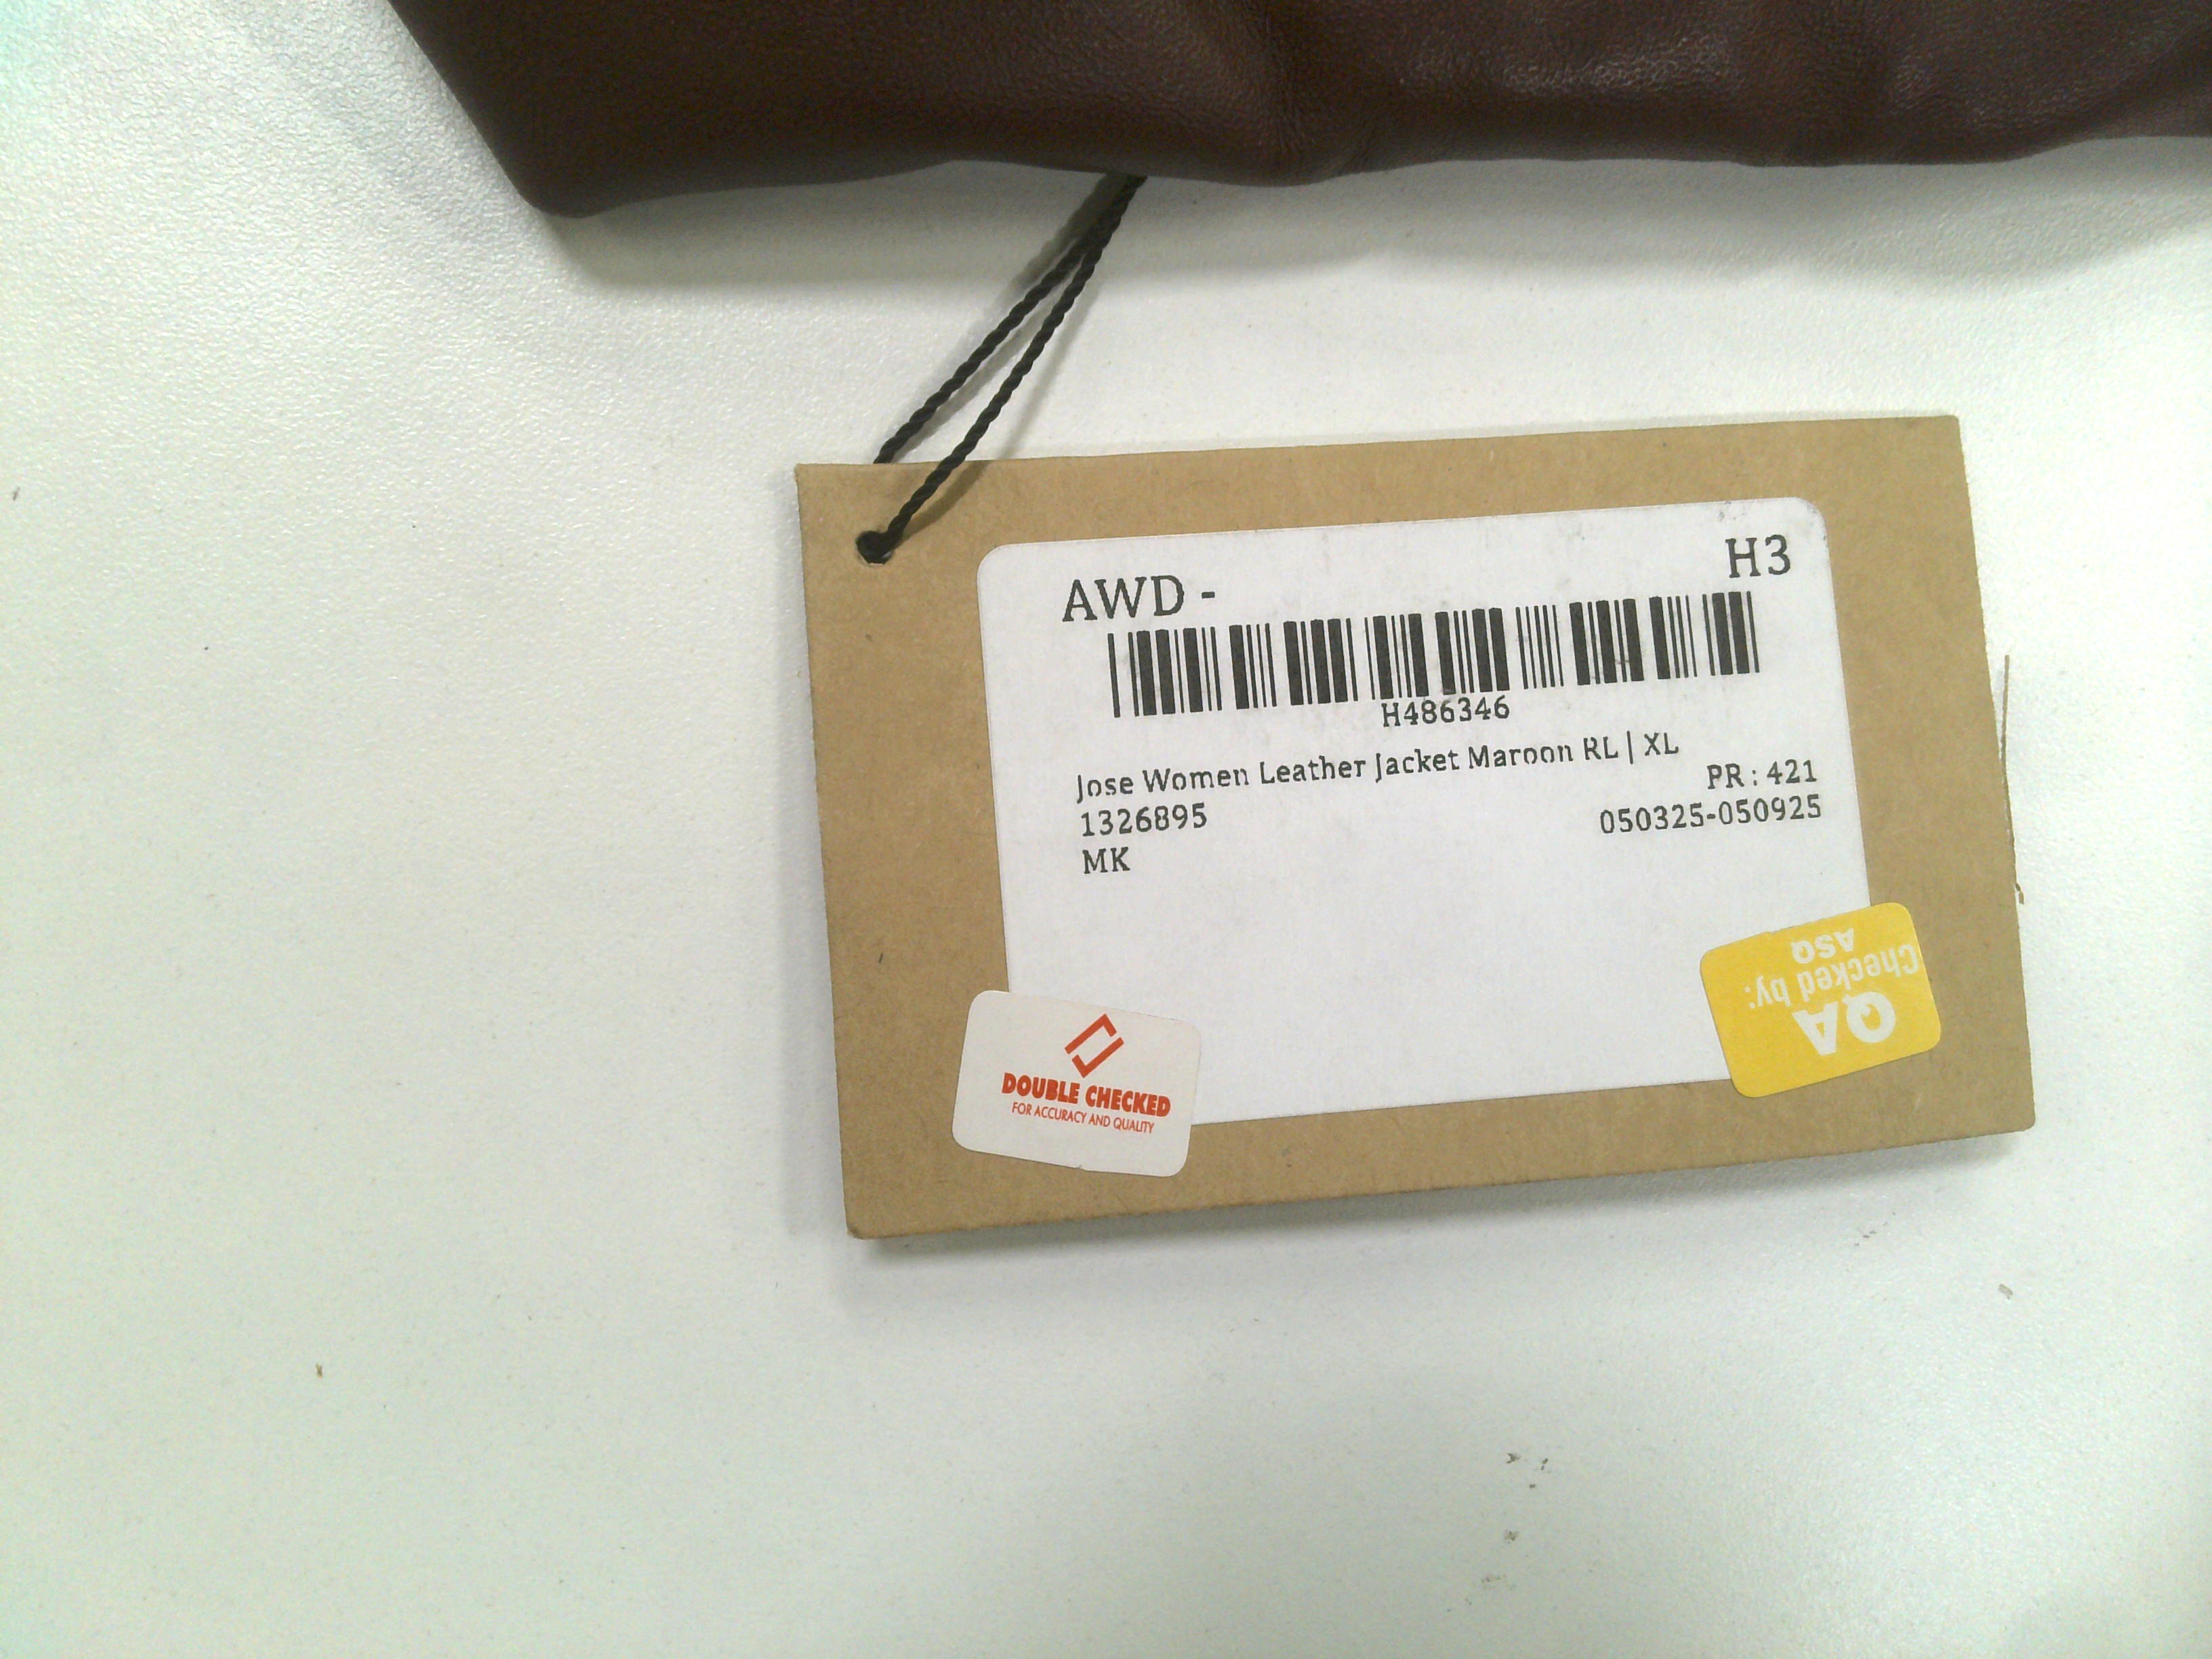 AWD -
H3
H486346
Jose Women Leather Jacket Maroon RL | XL
PR : 421
1326895
050325-050925
MK
QA
Checked by:
ASQ
DOUBLE CHECKED
FOR ACCURACY AND QUALITY